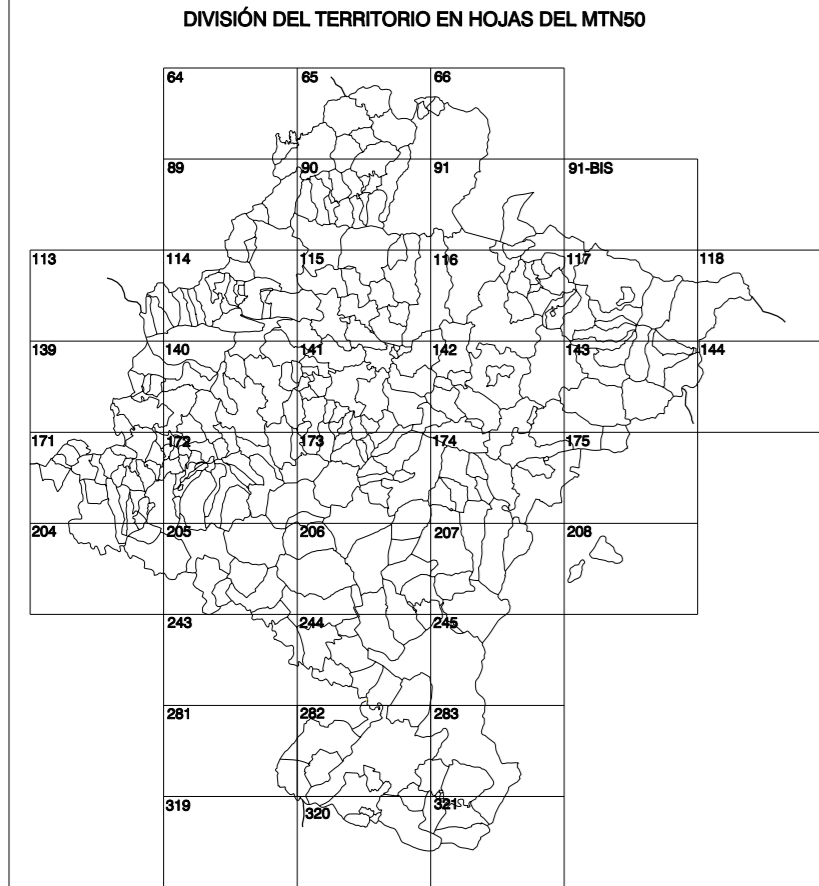 DIVISIÓN DEL TERRITORIO EN HOJAS DEL MTN50
64 65 66
89 90 91 91-BIS
113 114 115 116 117 118
139 140 141 142 143 144
171 172 173 174 175
204 205 206 207 208
243 244 245
281 282 283
319 320 321